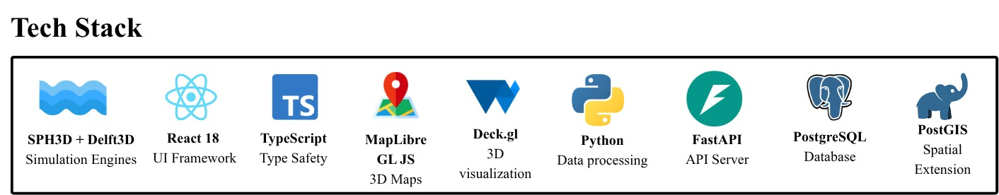 Tech Stack
TS
SPH3D + Delft3D
Simulation Engines
React 18
UI Framework
TypeScript
Type Safety
MapLibre
GL JS
3D Maps
Deck.gl
3D
visualization
Python
Data processing
FastAPI
API Server
PostgreSQL
Database
PostGIS
Spatial
Extension